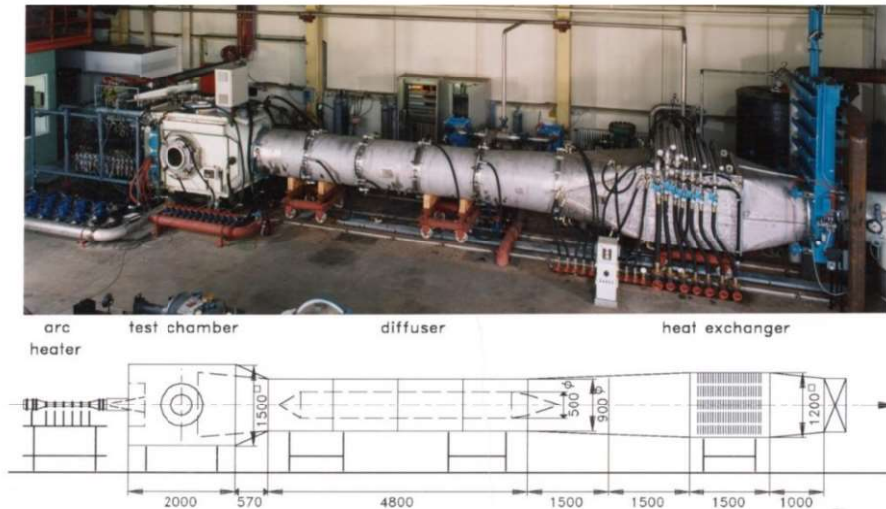 arc heater
test chamber
diffuser
heat exchanger
1500□
500 φ
900 φ
1200□
2000
570
4800
1500
1500
1500
1000